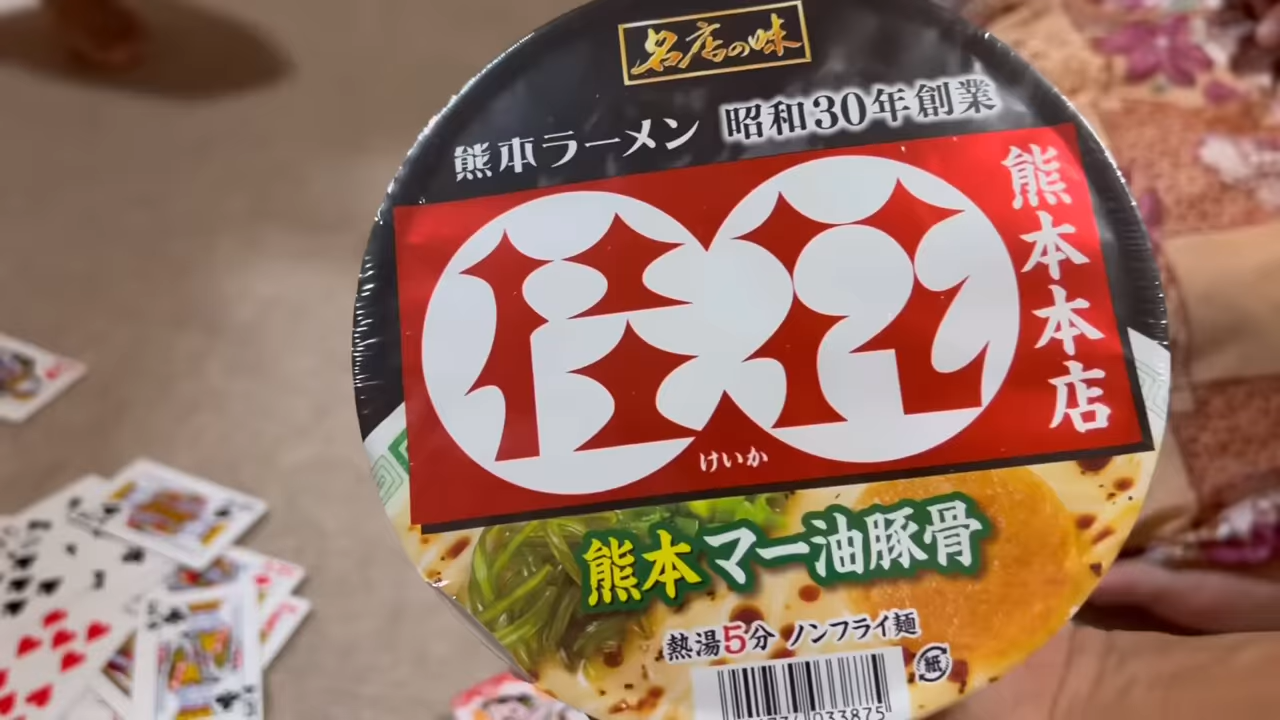 名店の味
熊本ラーメン 昭和30年創業
桂花
熊本本店
けいか
熊本マー油豚骨
熱湯5分 ノンフライ麺
紙
033875